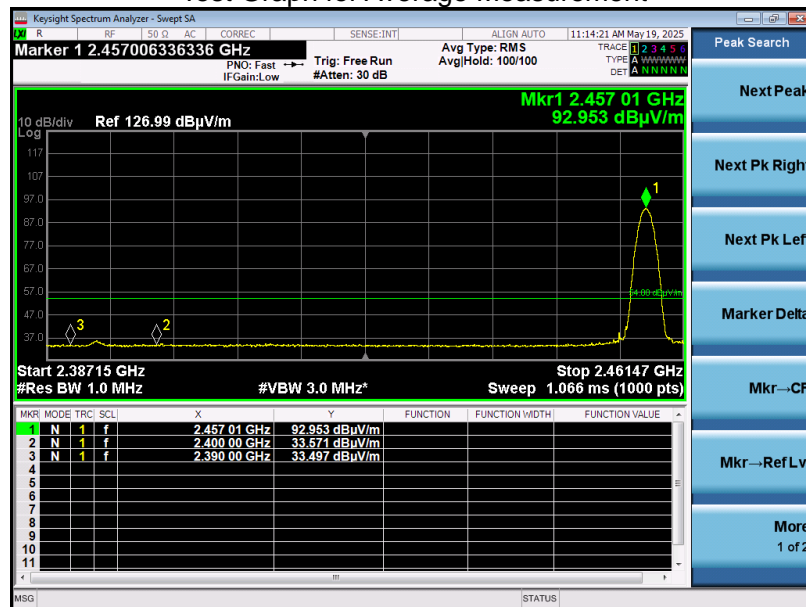 Test Graph for Average Measurement
Keysight Spectrum Analyzer - Swept SA
LXI R RF 50 Ω AC CORREC SENSE:INT ALIGN AUTO 11:14:21 AM May 19, 2025
Marker 1 2.457006336336 GHz
PNO: Fast
IFGain:Low
Trig: Free Run
#Atten: 30 dB
Avg Type: RMS
Avg|Hold: 100/100
TRACE 1 2 3 4 5 6
TYPE A WWWWW
DET A N N N N N
Mkr1 2.457 01 GHz
92.953 dBµV/m
10 dB/div Ref 126.99 dBµV/m
Log
117
107
97.0
87.0
77.0
67.0
57.0
47.0
37.0
1
54.00 dBµV/m
3 2
Start 2.38715 GHz Stop 2.46147 GHz
#Res BW 1.0 MHz #VBW 3.0 MHz* Sweep 1.066 ms (1000 pts)
MKR MODE TRC SCL X Y FUNCTION FUNCTION WIDTH FUNCTION VALUE
1 N 1 f 2.457 01 GHz 92.953 dBµV/m
2 N 1 f 2.400 00 GHz 33.571 dBµV/m
3 N 1 f 2.390 00 GHz 33.497 dBµV/m
4
5
6
7
8
9
10
11
MSG STATUS
Peak Search
Next Peak
Next Pk Right
Next Pk Left
Marker Delta
Mkr→CF
Mkr→Ref Lv
More
1 of 2